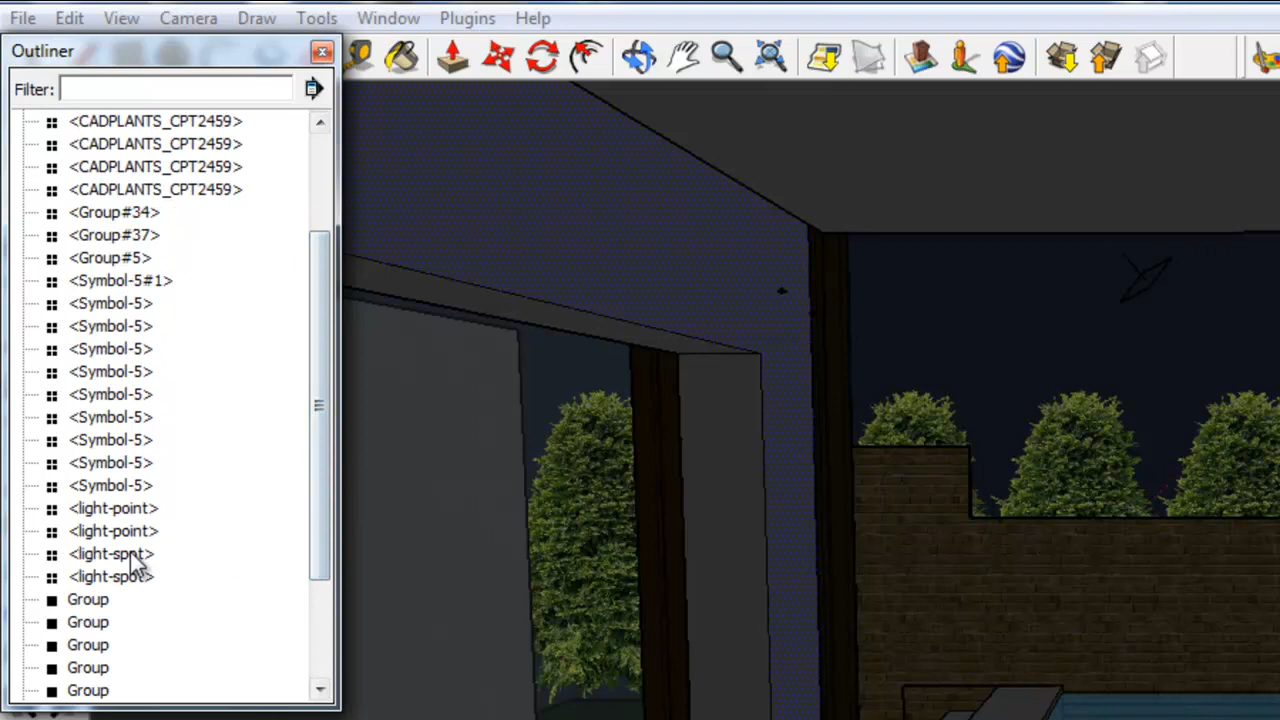 File Edit View Camera Draw Tools Window Plugins Help
Outliner
Filter:
<CADPLANTS_CPT2459>
<CADPLANTS_CPT2459>
<CADPLANTS_CPT2459>
<CADPLANTS_CPT2459>
<Group#34>
<Group#37>
<Group#5>
<Symbol-5#1>
<Symbol-5>
<Symbol-5>
<Symbol-5>
<Symbol-5>
<Symbol-5>
<Symbol-5>
<Symbol-5>
<Symbol-5>
<Symbol-5>
<light-point>
<light-point>
<light-spot>
<light-spot>
Group
Group
Group
Group
Group